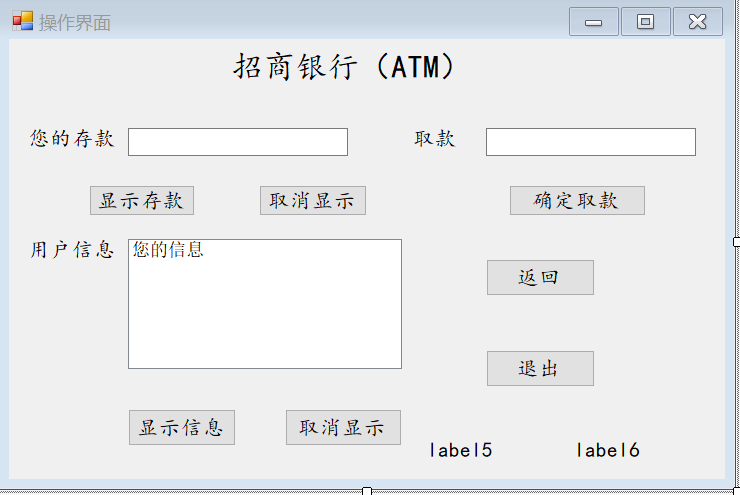 操作界面
招商银行（ATM）
您的存款
取款
显示存款
取消显示
确定取款
用户信息
您的信息
返回
退出
显示信息
取消显示
label5
label6